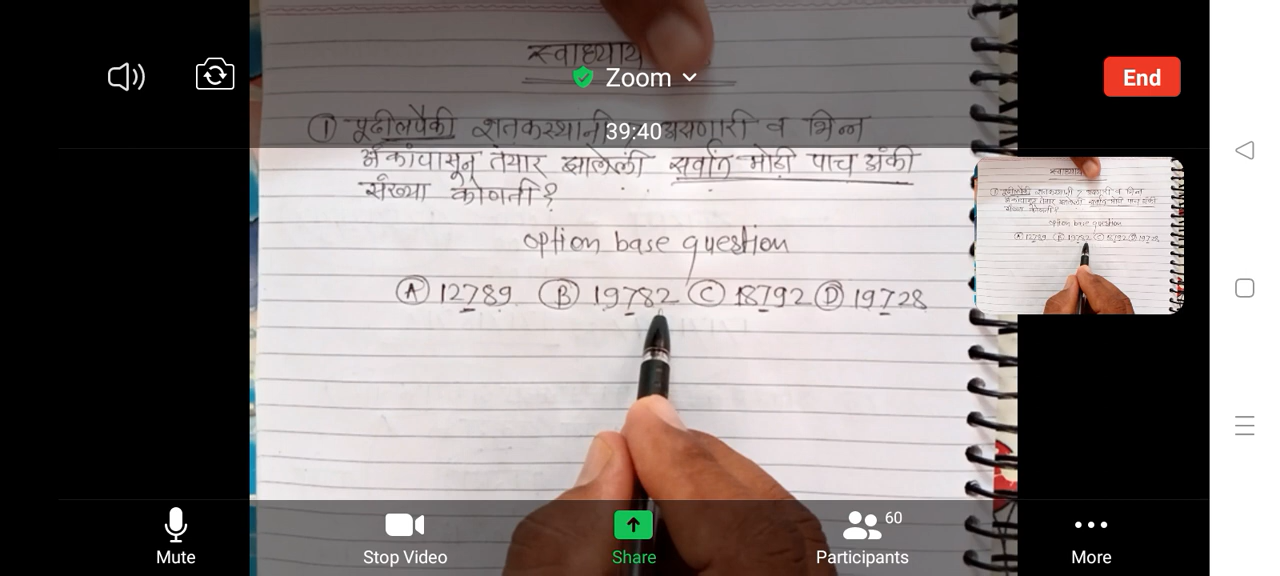 स्वाध्याय
Zoom
End
39:40
① पूढीलपैकी शतकस्थानी असणारी व भिन्न
अंकांपासून तयार झालेली सर्वात मोठी पाच अंकी
संख्या कोणती?
option base question
Ⓐ 12789 Ⓑ 19782 Ⓒ 18792 Ⓓ 19728
60
Mute Stop Video Share Participants More